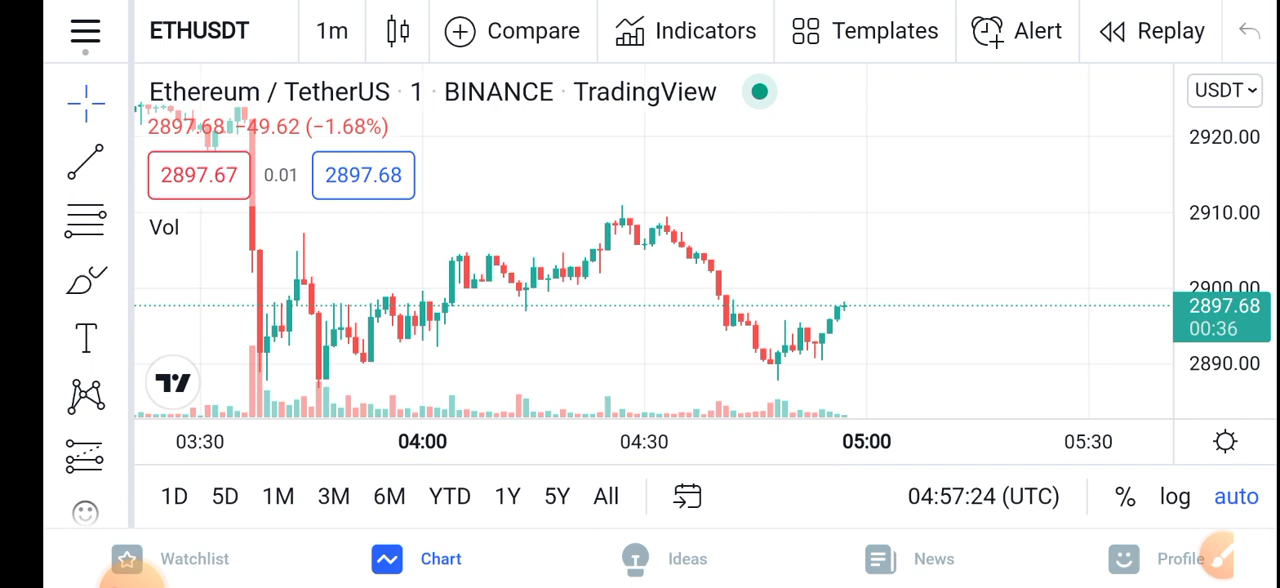 ETHUSDT 1m Compare Indicators Templates Alert Replay
Ethereum / TetherUS · 1 · BINANCE · TradingView
USDT
2897.68 −49.62 (−1.68%)
2920.00
2897.67 0.01 2897.68
2910.00
Vol
2900.00
2897.68
00:36
2890.00
03:30 04:00 04:30 05:00 05:30
1D 5D 1M 3M 6M YTD 1Y 5Y All 04:57:24 (UTC) % log auto
Watchlist Chart Ideas News Profile